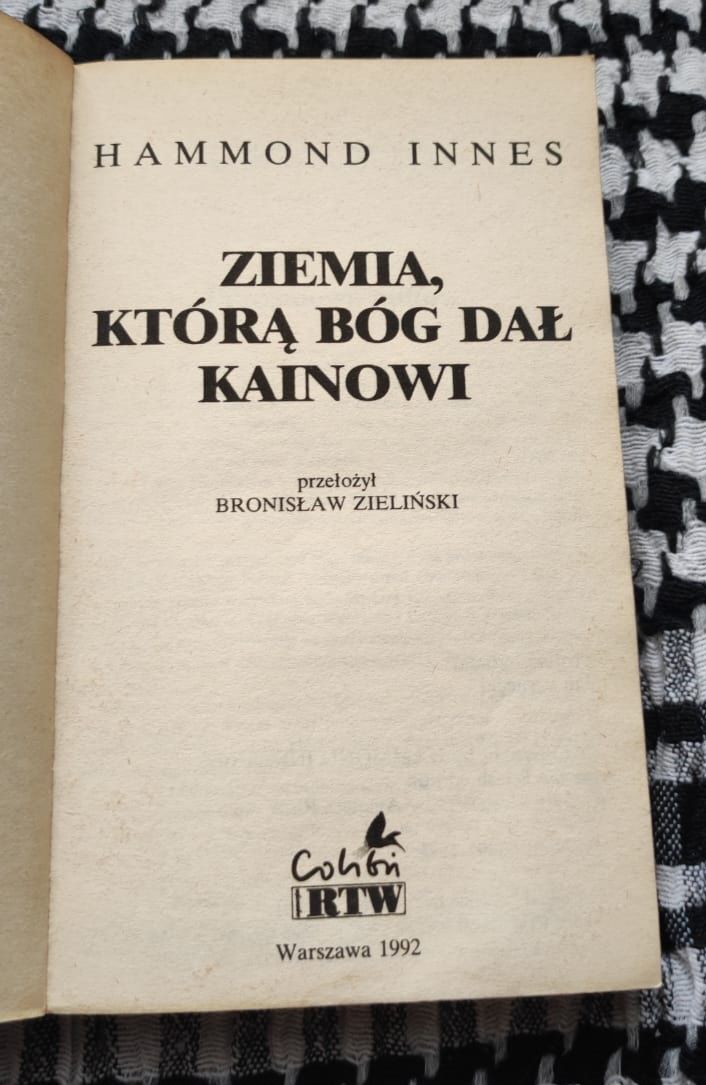 HAMMOND INNES
ZIEMIA,
KTÓRĄ BÓG DAŁ
KAINOWI
przełożył
BRONISŁAW ZIELIŃSKI
Colibri
RTW
Warszawa 1992